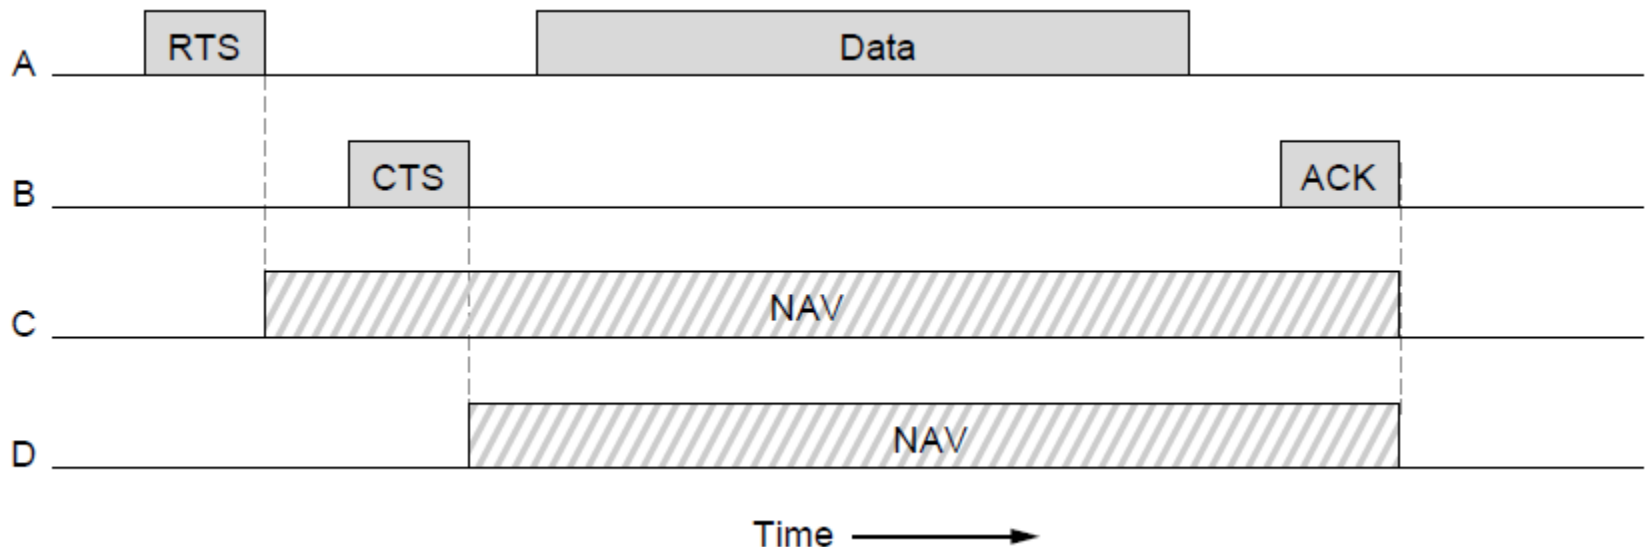 A RTS Data
B CTS ACK
C NAV
D NAV
Time